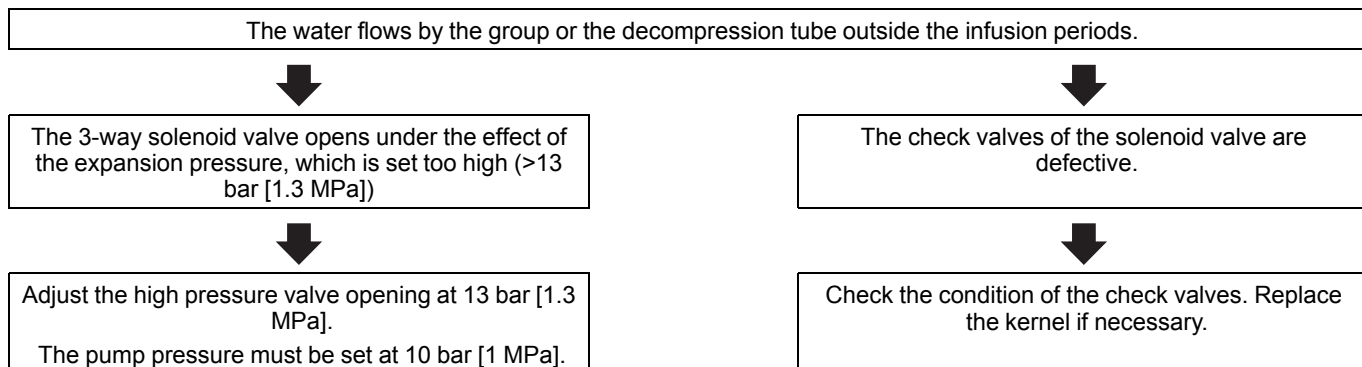 The water flows by the group or the decompression tube outside the infusion periods.
The 3-way solenoid valve opens under the effect of
the expansion pressure, which is set too high (>13
bar [1.3 MPa])
The check valves of the solenoid valve are
defective.
Adjust the high pressure valve opening at 13 bar [1.3
MPa].
The pump pressure must be set at 10 bar [1 MPa].
Check the condition of the check valves. Replace
the kernel if necessary.